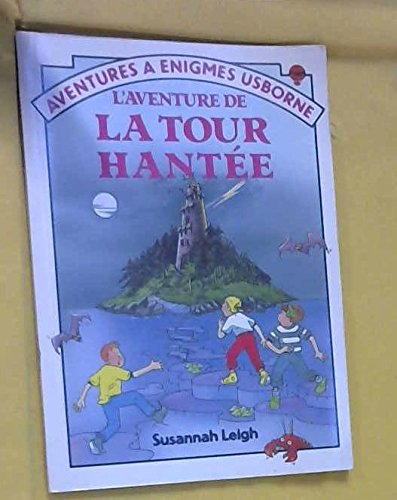 AVENTURES A ENIGMES USBORNE
L'AVENTURE DE
LA TOUR
HANTÉE
Susannah Leigh